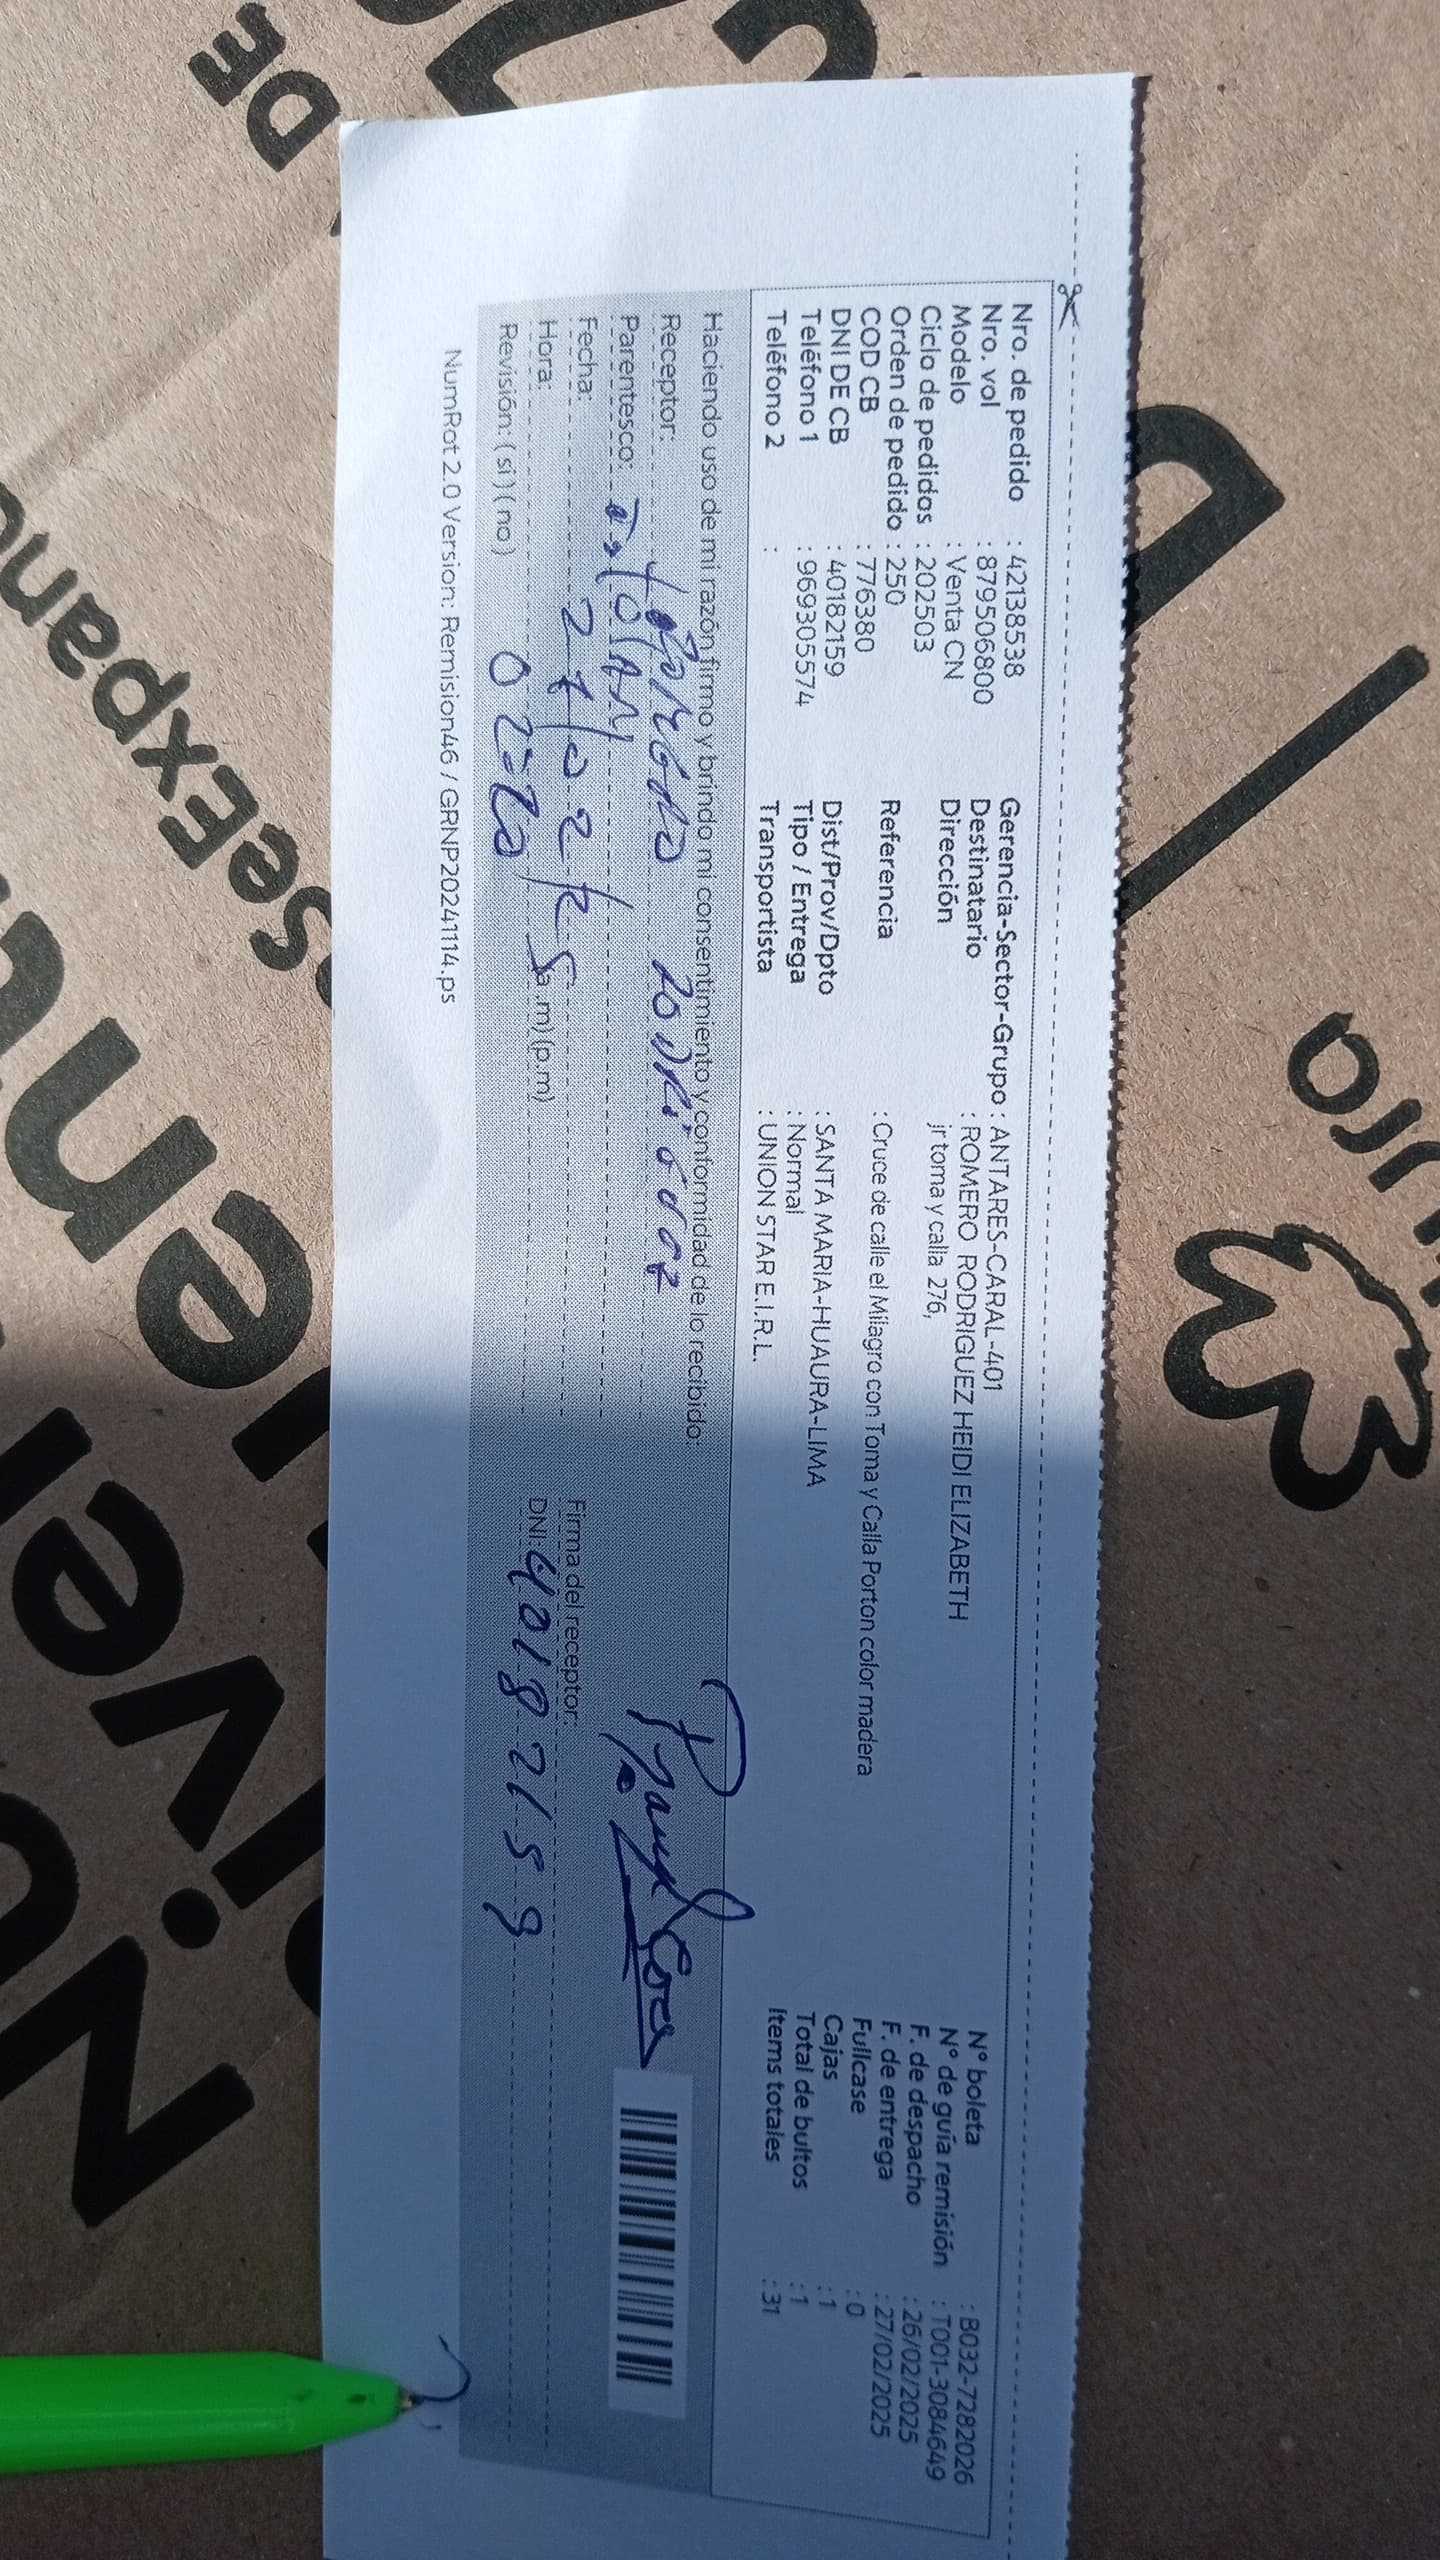 Nro. de pedido : 42138538
Nro. vol : 879506800
Modelo : Venta CN
Ciclo de pedidos : 202503
Orden de pedido : 250
COD CB : 776380
DNI DE CB : 40182159
Teléfono 1 : 969305574
Teléfono 2 :
Gerencia-Sector-Grupo : ANTARES-CARAL-401
Destinatario : ROMERO RODRIGUEZ HEIDI ELIZABETH
Dirección jr toma y calla 276,
Referencia : Cruce de calle el Milagro con Toma y Calla Porton color madera
Dist/Prov/Dpto : SANTA MARIA-HUAURA-LIMA
Tipo / Entrega : Normal
Transportista : UNION STAR E.I.R.L.
N° boleta : B032-7282026
N° de guía remisión : T001-3084649
F. de despacho : 26/02/2025
F. de entrega : 27/02/2025
Fullcase : 0
Cajas : 1
Total de bultos : 1
Items totales : 31
Haciendo uso de mi razón firmo y brindo mi consentimiento y conformidad de lo recibido:
Receptor:
Parentesco:
Fecha: 27/02/25
Hora: 02:20 (a.m) (p.m)
Revisión: (si) (no)
Firma del receptor:
DNI: 40182159
NumRot 2.0 Version: Remision46 / GRNP20241114.ps
DE